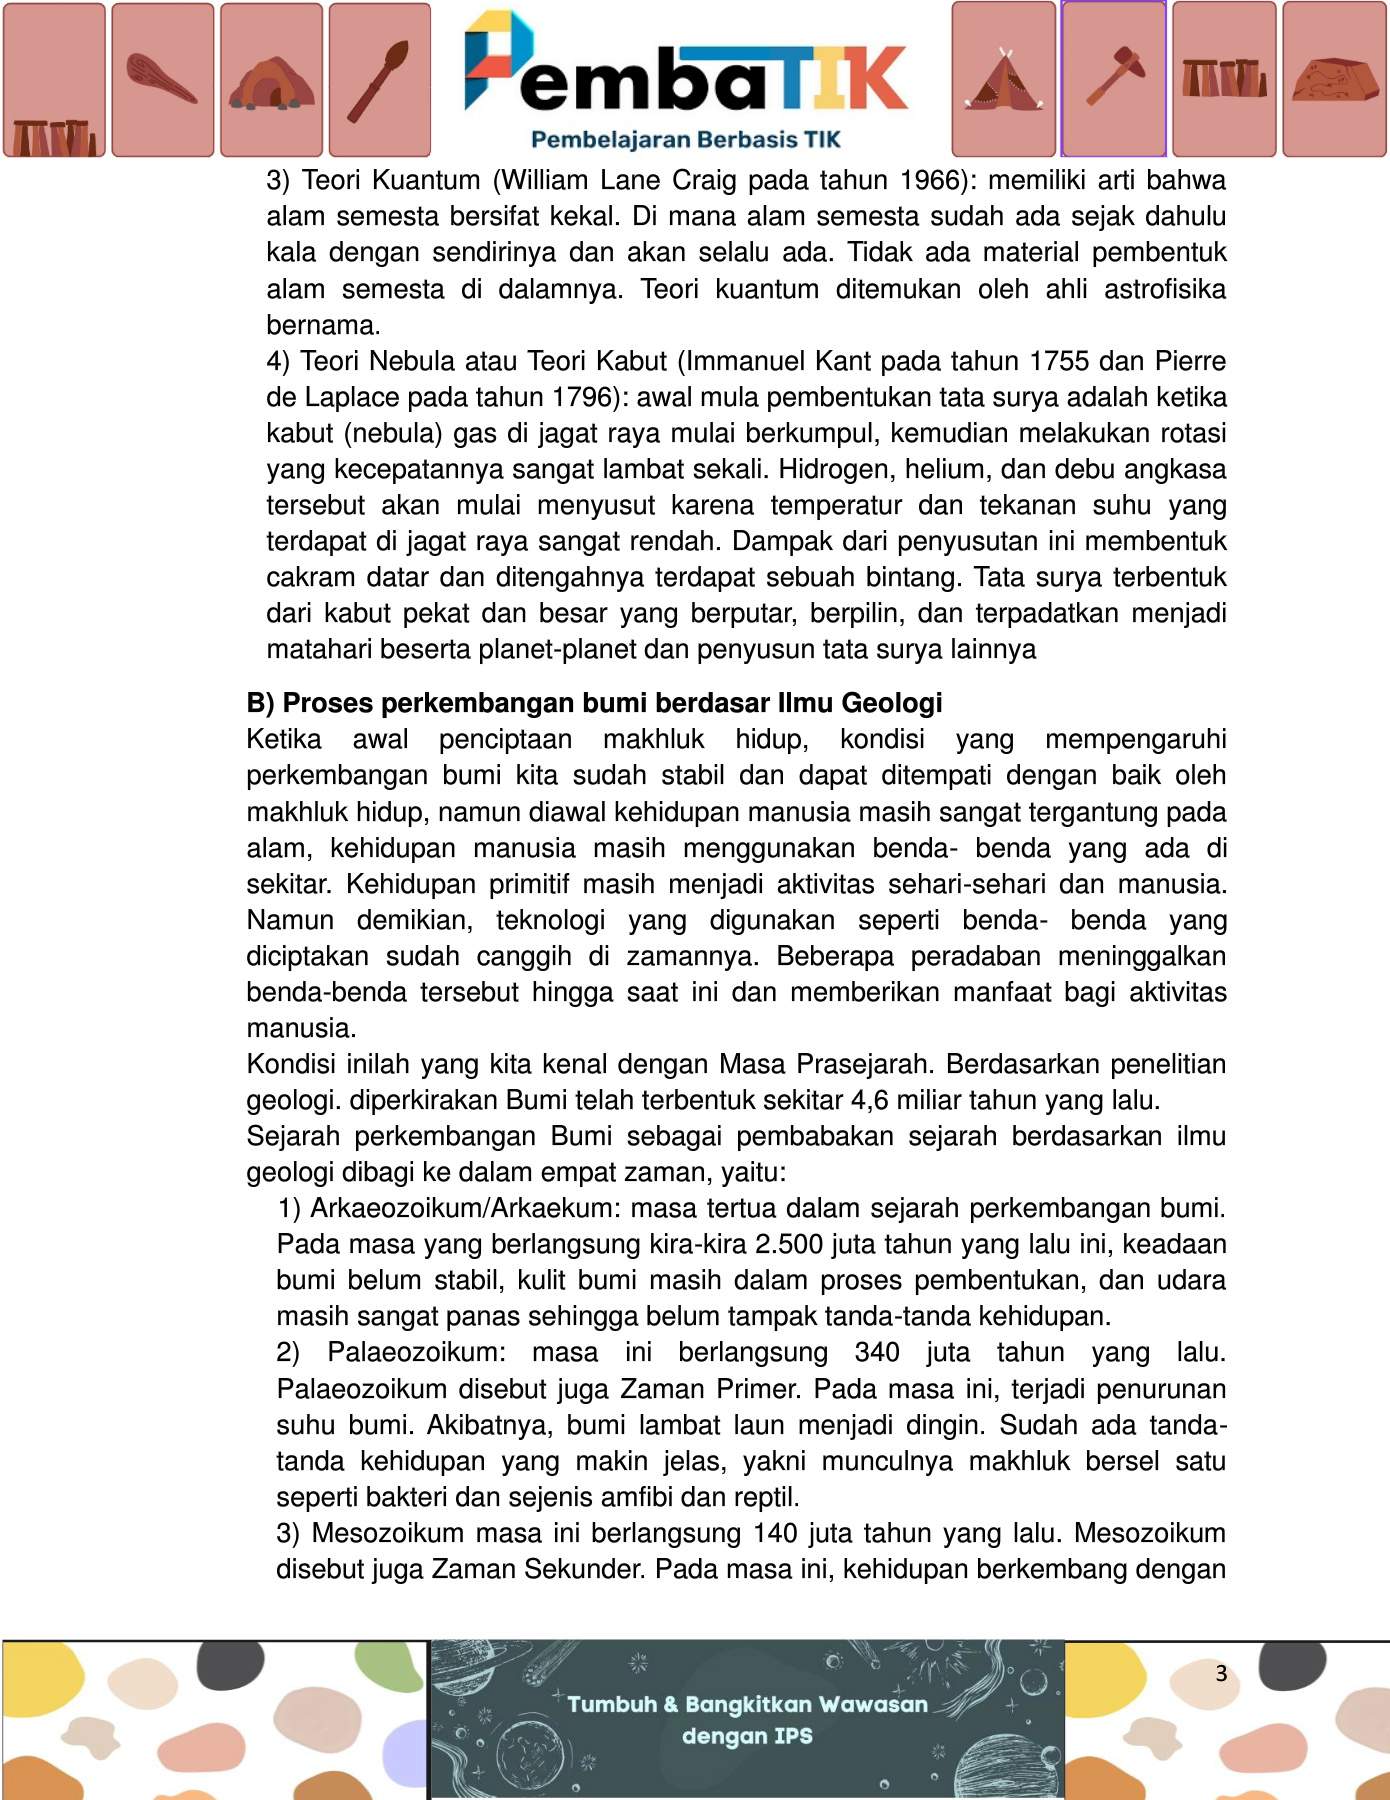 PembaTIK
Pembelajaran Berbasis TIK
3) Teori Kuantum (William Lane Craig pada tahun 1966): memiliki arti bahwa
alam semesta bersifat kekal. Di mana alam semesta sudah ada sejak dahulu
kala dengan sendirinya dan akan selalu ada. Tidak ada material pembentuk
alam semesta di dalamnya. Teori kuantum ditemukan oleh ahli astrofisika
bernama.
4) Teori Nebula atau Teori Kabut (Immanuel Kant pada tahun 1755 dan Pierre
de Laplace pada tahun 1796): awal mula pembentukan tata surya adalah ketika
kabut (nebula) gas di jagat raya mulai berkumpul, kemudian melakukan rotasi
yang kecepatannya sangat lambat sekali. Hidrogen, helium, dan debu angkasa
tersebut akan mulai menyusut karena temperatur dan tekanan suhu yang
terdapat di jagat raya sangat rendah. Dampak dari penyusutan ini membentuk
cakram datar dan ditengahnya terdapat sebuah bintang. Tata surya terbentuk
dari kabut pekat dan besar yang berputar, berpilin, dan terpadatkan menjadi
matahari beserta planet-planet dan penyusun tata surya lainnya
B) Proses perkembangan bumi berdasar Ilmu Geologi
Ketika awal penciptaan makhluk hidup, kondisi yang mempengaruhi
perkembangan bumi kita sudah stabil dan dapat ditempati dengan baik oleh
makhluk hidup, namun diawal kehidupan manusia masih sangat tergantung pada
alam, kehidupan manusia masih menggunakan benda- benda yang ada di
sekitar. Kehidupan primitif masih menjadi aktivitas sehari-sehari dan manusia.
Namun demikian, teknologi yang digunakan seperti benda- benda yang
diciptakan sudah canggih di zamannya. Beberapa peradaban meninggalkan
benda-benda tersebut hingga saat ini dan memberikan manfaat bagi aktivitas
manusia.
Kondisi inilah yang kita kenal dengan Masa Prasejarah. Berdasarkan penelitian
geologi. diperkirakan Bumi telah terbentuk sekitar 4,6 miliar tahun yang lalu.
Sejarah perkembangan Bumi sebagai pembabakan sejarah berdasarkan ilmu
geologi dibagi ke dalam empat zaman, yaitu:
1) Arkaeozoikum/Arkaekum: masa tertua dalam sejarah perkembangan bumi.
Pada masa yang berlangsung kira-kira 2.500 juta tahun yang lalu ini, keadaan
bumi belum stabil, kulit bumi masih dalam proses pembentukan, dan udara
masih sangat panas sehingga belum tampak tanda-tanda kehidupan.
2) Palaeozoikum: masa ini berlangsung 340 juta tahun yang lalu.
Palaeozoikum disebut juga Zaman Primer. Pada masa ini, terjadi penurunan
suhu bumi. Akibatnya, bumi lambat laun menjadi dingin. Sudah ada tanda-
tanda kehidupan yang makin jelas, yakni munculnya makhluk bersel satu
seperti bakteri dan sejenis amfibi dan reptil.
3) Mesozoikum masa ini berlangsung 140 juta tahun yang lalu. Mesozoikum
disebut juga Zaman Sekunder. Pada masa ini, kehidupan berkembang dengan
3
Tumbuh & Bangkitkan Wawasan
dengan IPS